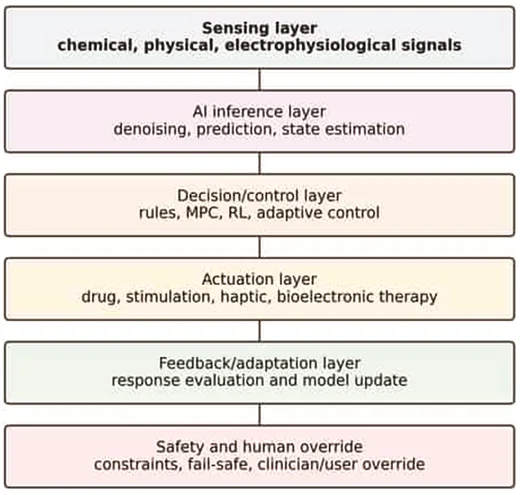 Sensing layer
chemical, physical, electrophysiological signals
AI inference layer
denoising, prediction, state estimation
Decision/control layer
rules, MPC, RL, adaptive control
Actuation layer
drug, stimulation, haptic, bioelectronic therapy
Feedback/adaptation layer
response evaluation and model update
Safety and human override
constraints, fail-safe, clinician/user override